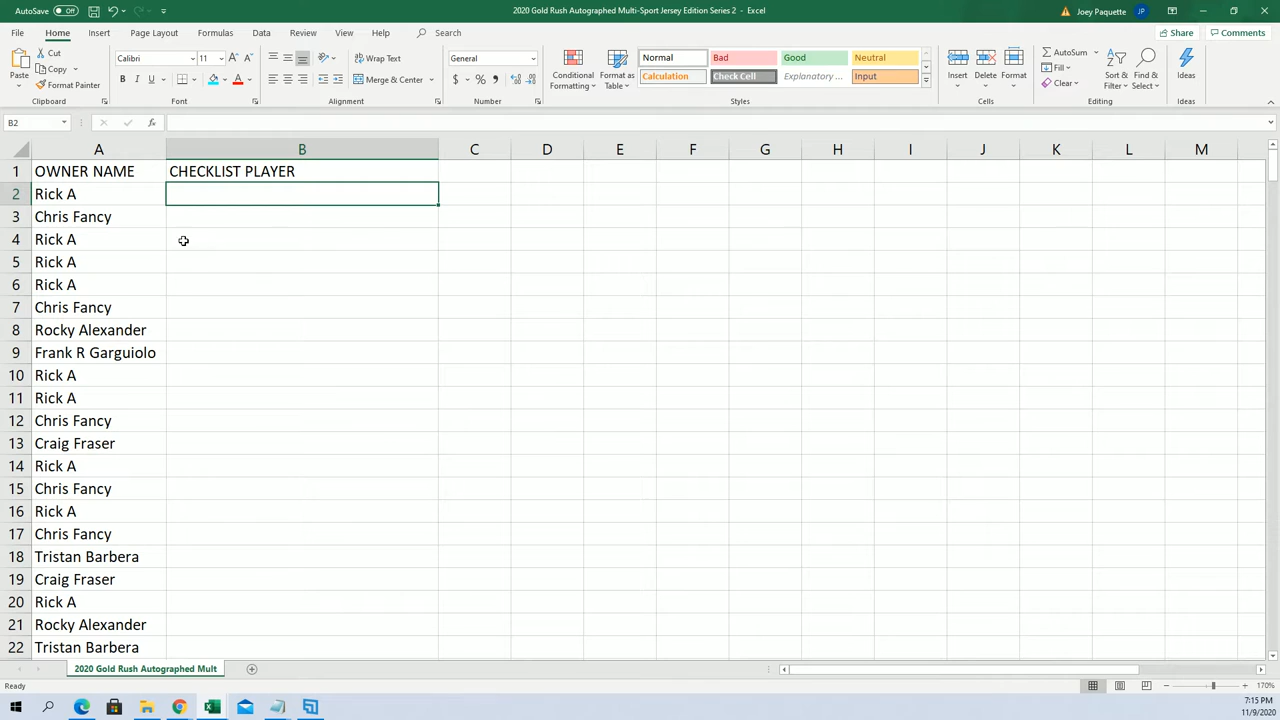 AutoSave Off 2020 Gold Rush Autographed Multi-Sport Jersey Edition Series 2 - Excel Joey Paquette JP
File Home Insert Page Layout Formulas Data Review View Help Search Share Comments
Paste Cut Copy Format Painter Clipboard
Calibri 11 B I U A Font
Wrap Text Merge & Center Alignment
General $ % Number
Conditional Formatting Format as Table Normal Bad Good Neutral Calculation Check Cell Explanatory ... Input Styles
Insert Delete Format Cells
AutoSum Fill Clear Sort & Filter Find & Select Editing
Ideas Ideas
B2 fx
A B C D E F G H I J K L M
1 OWNER NAME CHECKLIST PLAYER
2 Rick A
3 Chris Fancy
4 Rick A
5 Rick A
6 Rick A
7 Chris Fancy
8 Rocky Alexander
9 Frank R Garguiolo
10 Rick A
11 Rick A
12 Chris Fancy
13 Craig Fraser
14 Rick A
15 Chris Fancy
16 Rick A
17 Chris Fancy
18 Tristan Barbera
19 Craig Fraser
20 Rick A
21 Rocky Alexander
22 Tristan Barbera
2020 Gold Rush Autographed Mult
Ready 170%
7:15 PM
11/9/2020